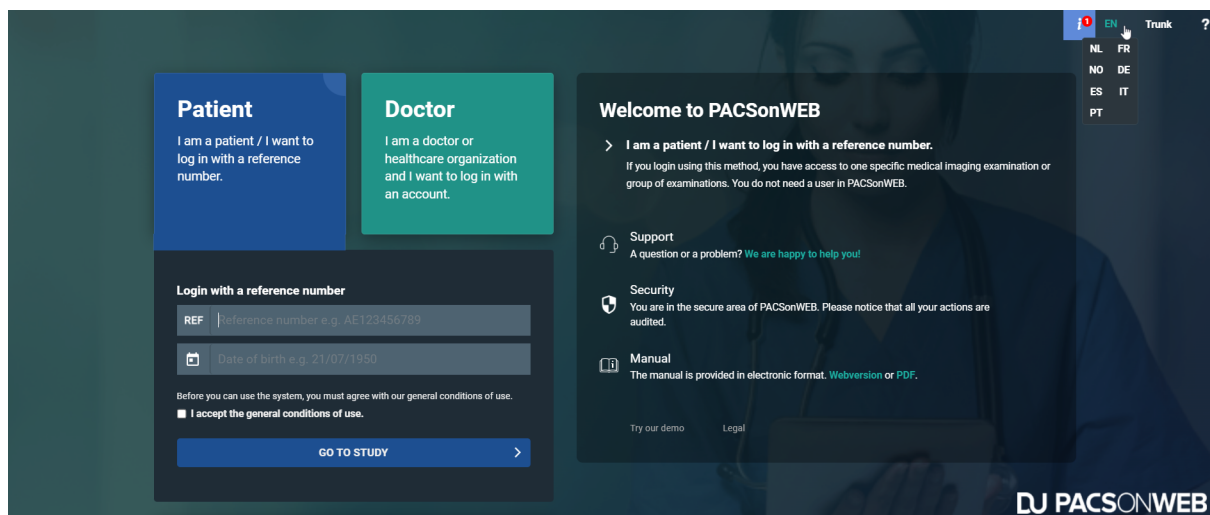 i 1 EN Trunk ?
NL FR
NO DE
ES IT
PT
Patient
I am a patient / I want to
log in with a reference
number.
Doctor
I am a doctor or
healthcare organization
and I want to log in with
an account.
Login with a reference number
REF Reference number e.g. AE123456789
Date of birth e.g. 21/07/1950
Before you can use the system, you must agree with our general conditions of use.
I accept the general conditions of use.
GO TO STUDY
Welcome to PACSonWEB
I am a patient / I want to log in with a reference number.
If you login using this method, you have access to one specific medical imaging examination or
group of examinations. You do not need a user in PACSonWEB.
Support
A question or a problem? We are happy to help you!
Security
You are in the secure area of PACSonWEB. Please notice that all your actions are
audited.
Manual
The manual is provided in electronic format. Webversion or PDF.
Try our demo Legal
DJ PACSONWEB